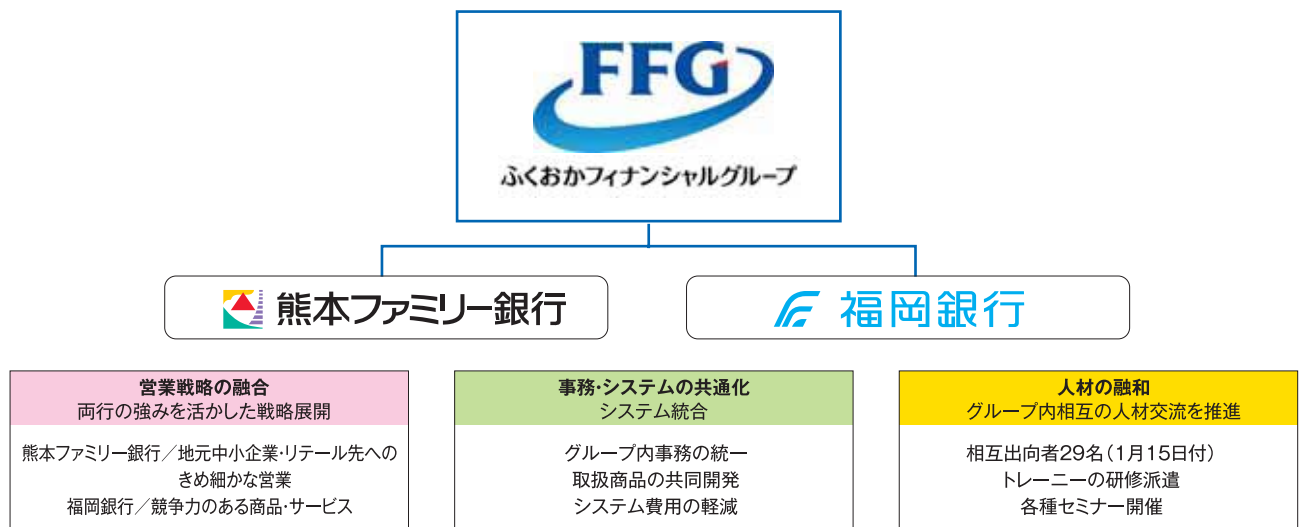 FFG
ふくおかフィナンシャルグループ
熊本ファミリー銀行
福岡銀行
営業戦略の融合
両行の強みを活かした戦略展開
熊本ファミリー銀行／地元中小企業・リテール先への
きめ細かな営業
福岡銀行／競争力のある商品・サービス
事務・システムの共通化
システム統合
グループ内事務の統一
取扱商品の共同開発
システム費用の軽減
人材の融和
グループ内相互の人材交流を推進
相互出向者29名（1月15日付）
トレーニーの研修派遣
各種セミナー開催